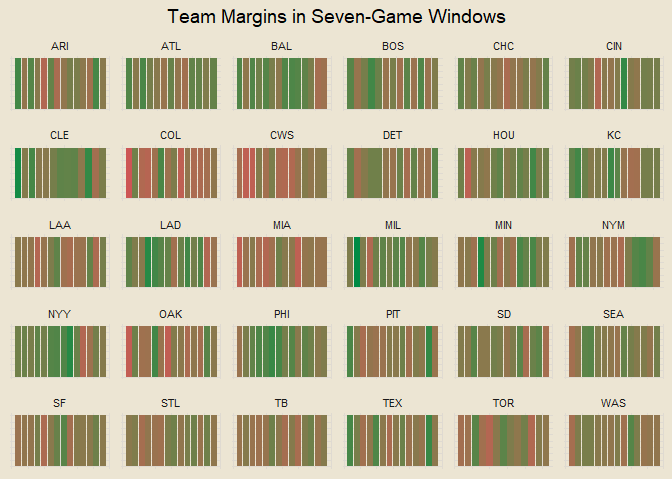 Team Margins in Seven-Game Windows
ARI ATL BAL BOS CHC CIN
CLE COL CWS DET HOU KC
LAA LAD MIA MIL MIN NYM
NYY OAK PHI PIT SD SEA
SF STL TB TEX TOR WAS